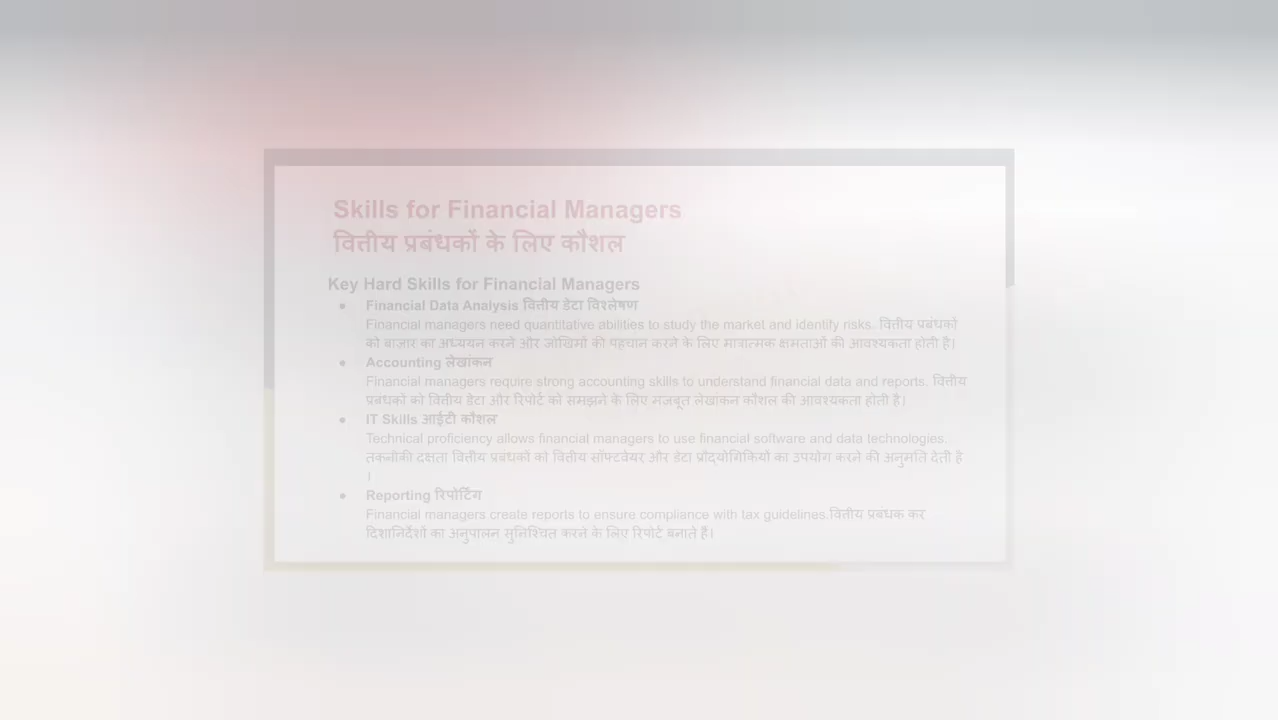 Skills for Financial Managers
वित्तीय प्रबंधकों के लिए कौशल
Key Hard Skills for Financial Managers
● Financial Data Analysis वित्तीय डेटा विश्लेषण
Financial managers need quantitative abilities to study the market and identify risks. वित्तीय प्रबंधकों
को बाजार का अध्ययन करने और जोखिमों की पहचान करने के लिए मात्रात्मक क्षमताओं की आवश्यकता होती है।
● Accounting लेखांकन
Financial managers require strong accounting skills to understand financial data and reports. वित्तीय
प्रबंधकों को वित्तीय डेटा और रिपोर्ट को समझने के लिए मजबूत लेखांकन कौशल की आवश्यकता होती है।
● IT Skills आईटी कौशल
Technical proficiency allows financial managers to use financial software and data technologies.
तकनीकी दक्षता वित्तीय प्रबंधकों को वित्तीय सॉफ्टवेयर और डेटा प्रौद्योगिकियों का उपयोग करने की अनुमति देती है
।
● Reporting रिपोर्टिंग
Financial managers create reports to ensure compliance with tax guidelines.वित्तीय प्रबंधक कर
दिशानिर्देशों का अनुपालन सुनिश्चित करने के लिए रिपोर्ट बनाते हैं।